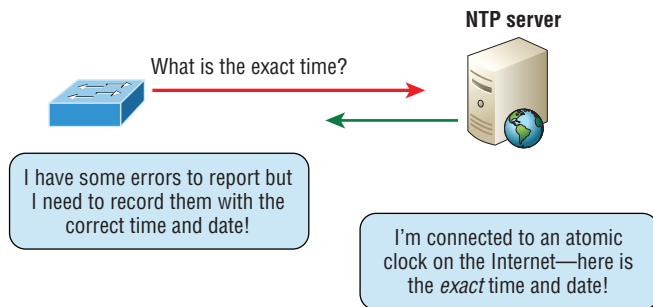 NTP server
What is the exact time?
I have some errors to report but
I need to record them with the
correct time and date!
I'm connected to an atomic
clock on the Internet—here is
the exact time and date!